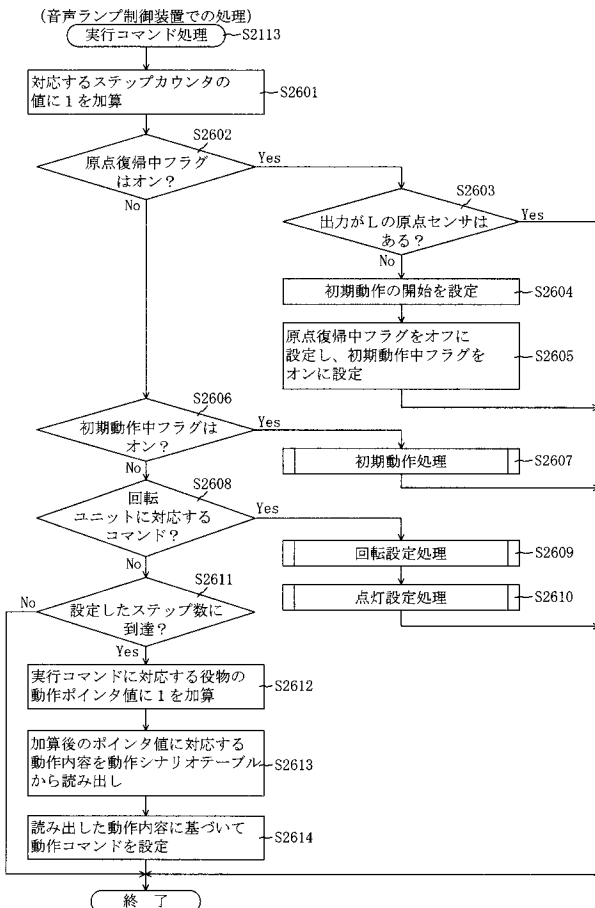 (音声ランプ制御装置での処理)
実行コマンド処理
S2113
対応するステップカウンタの
値に1を加算
S2601
S2602
原点復帰中フラグ
はオン?
Yes
No
S2603
出力がLの原点センサは
ある?
Yes
No
初期動作の開始を設定
S2604
原点復帰中フラグをオフに
設定し、初期動作中フラグを
オンに設定
S2605
S2606
初期動作中フラグは
オン?
Yes
No
初期動作処理
S2607
S2608
回転
ユニットに対応する
コマンド?
Yes
No
回転設定処理
S2609
点灯設定処理
S2610
S2611
設定したステップ数に
到達?
No
Yes
実行コマンドに対応する役物の
動作ポインタ値に1を加算
S2612
加算後のポインタ値に対応する
動作内容を動作シナリオテーブル
から読み出し
S2613
読み出した動作内容に基づいて
動作コマンドを設定
S2614
終 了